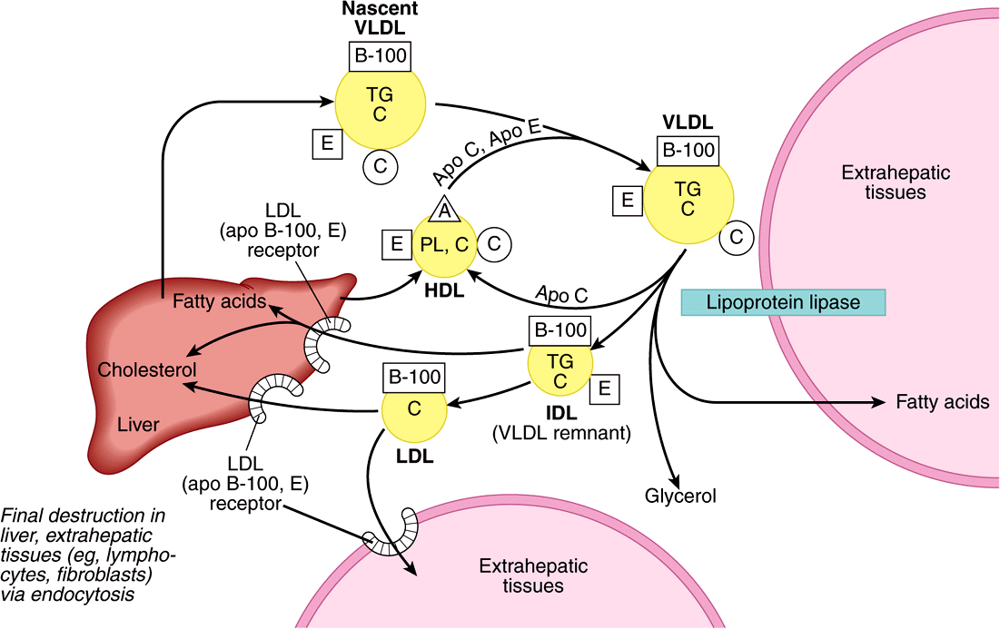 Nascent
VLDL
B-100
TG
C
E
C
Apo C, Apo E
VLDL
B-100
TG
C
E
C
Extrahepatic
tissues
LDL
(apo B-100, E)
receptor
A
E
PL, C
C
HDL
Apo C
Lipoprotein lipase
Fatty acids
Cholesterol
Liver
B-100
TG
C
E
IDL
(VLDL remnant)
B-100
C
LDL
Fatty acids
Glycerol
LDL
(apo B-100, E)
receptor
Final destruction in
liver, extrahepatic
tissues (eg, lympho-
cytes, fibroblasts)
via endocytosis
Extrahepatic
tissues